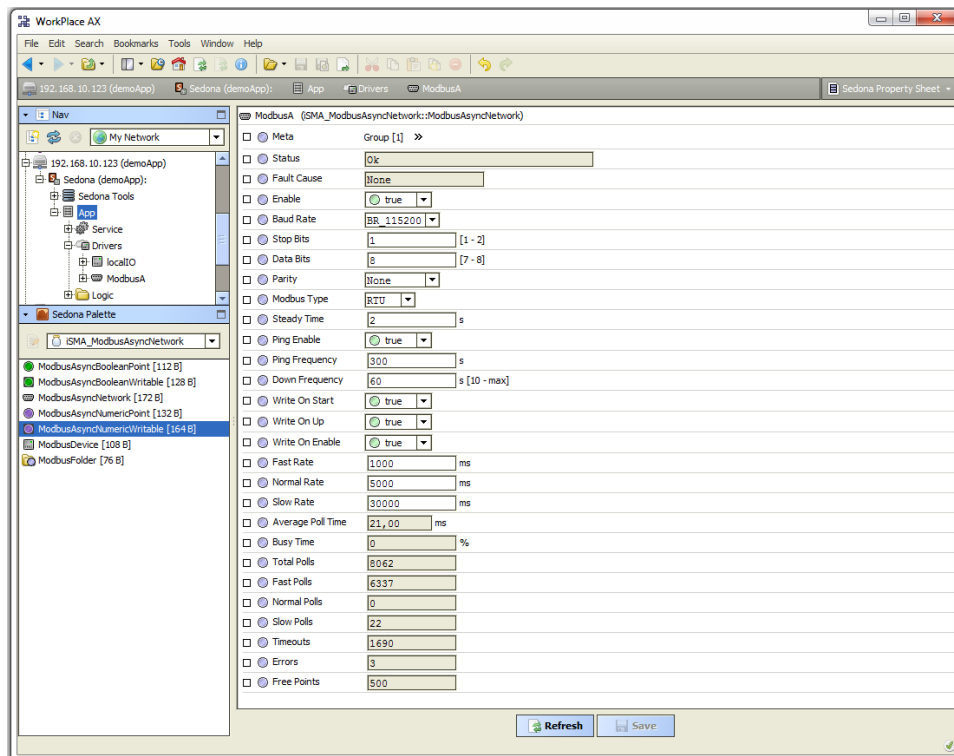 WorkPlace AX
File Edit Search Bookmarks Tools Window Help
192.168.10.123 (demoApp) Sedona (demoApp): App Drivers ModbusA Sedona Property Sheet
Nav
My Network
192.168.10.123 (demoApp)
Sedona (demoApp):
Sedona Tools
App
Service
Drivers
localIO
ModbusA
Logic
Sedona Palette
iSMA_ModbusAsyncNetwork
ModbusAsyncBooleanPoint [112 B]
ModbusAsyncBooleanWritable [128 B]
ModbusAsyncNetwork [172 B]
ModbusAsyncNumericPoint [132 B]
ModbusAsyncNumericWritable [164 B]
ModbusDevice [108 B]
ModbusFolder [76 B]
ModbusA (iSMA_ModbusAsyncNetwork::ModbusAsyncNetwork)
Meta Group [1] »
Status Ok
Fault Cause None
Enable true
Baud Rate BR_115200
Stop Bits 1 [1 - 2]
Data Bits 8 [7 - 8]
Parity None
Modbus Type RTU
Steady Time 2 s
Ping Enable true
Ping Frequency 300 s
Down Frequency 60 s [10 - max]
Write On Start true
Write On Up true
Write On Enable true
Fast Rate 1000 ms
Normal Rate 5000 ms
Slow Rate 30000 ms
Average Poll Time 21,00 ms
Busy Time 0 %
Total Polls 8062
Fast Polls 6337
Normal Polls 0
Slow Polls 22
Timeouts 1690
Errors 3
Free Points 500
Refresh Save